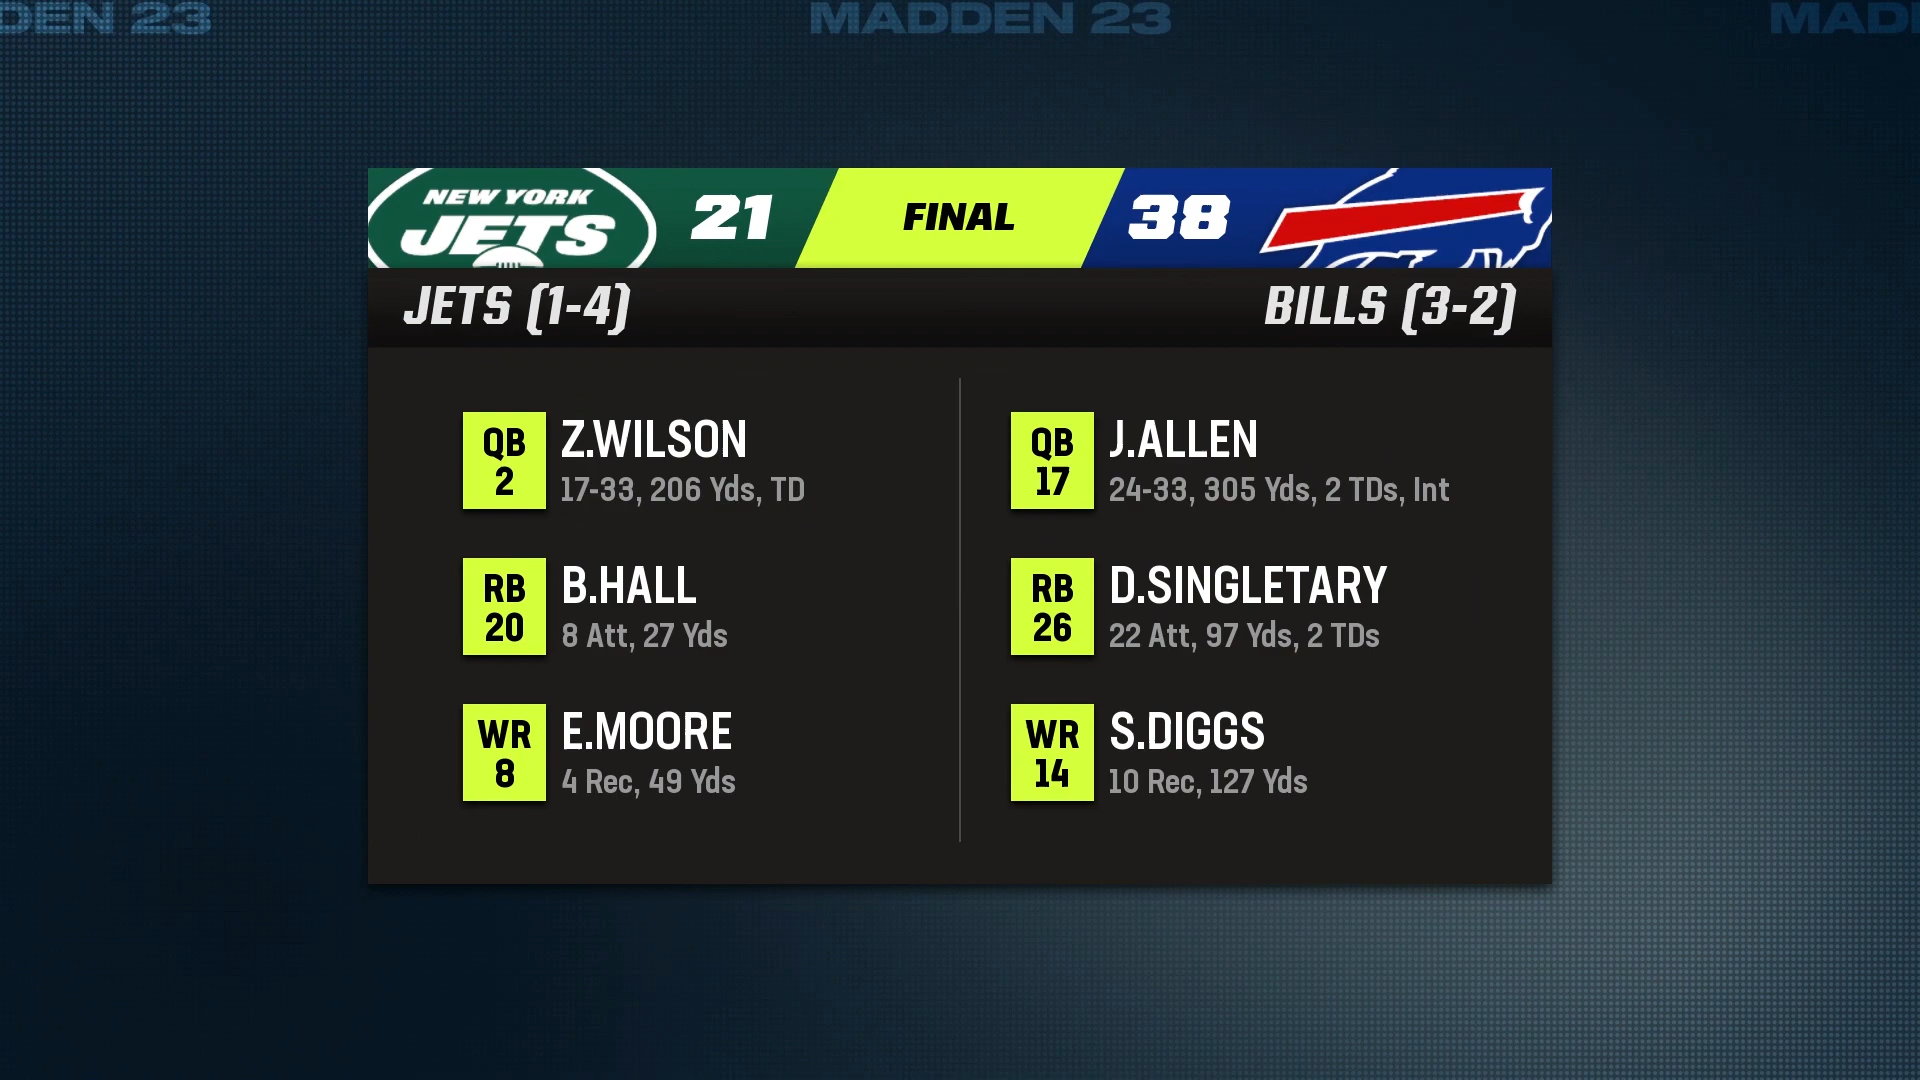 DEN 23
MADDEN 23
MAD
NEW YORK
JETS
21
FINAL
38
JETS (1-4)
BILLS (3-2)
QB
2
Z.WILSON
17-33, 206 Yds, TD
RB
20
B.HALL
8 Att, 27 Yds
WR
8
E.MOORE
4 Rec, 49 Yds
QB
17
J.ALLEN
24-33, 305 Yds, 2 TDs, Int
RB
26
D.SINGLETARY
22 Att, 97 Yds, 2 TDs
WR
14
S.DIGGS
10 Rec, 127 Yds